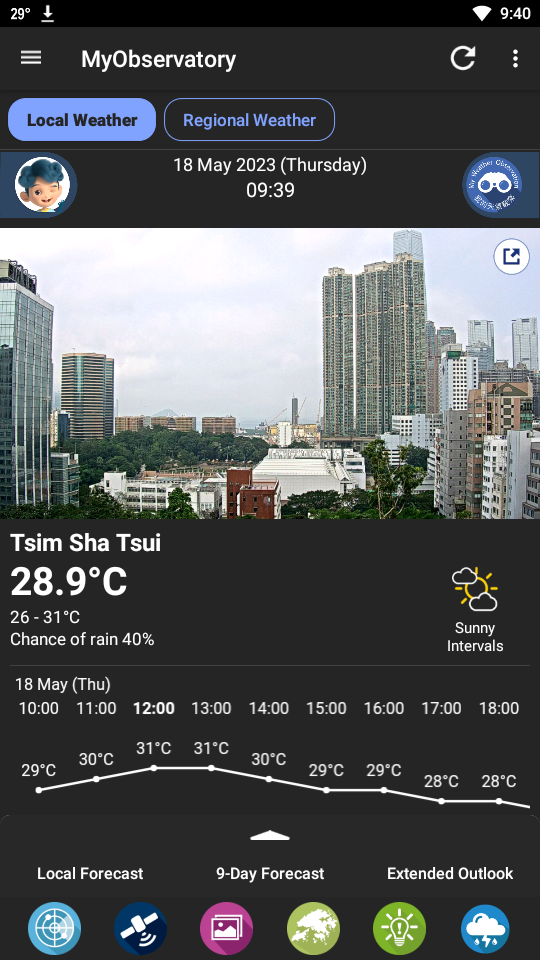 29°
9:40
MyObservatory
Local Weather
Regional Weather
18 May 2023 (Thursday)
09:39
My Weather Observation
Tsim Sha Tsui
28.9°C
26 - 31°C
Chance of rain 40%
Sunny
Intervals
18 May (Thu)
10:00 11:00 12:00 13:00 14:00 15:00 16:00 17:00 18:00
29°C 30°C 31°C 31°C 30°C 29°C 29°C 28°C 28°C
Local Forecast
9-Day Forecast
Extended Outlook